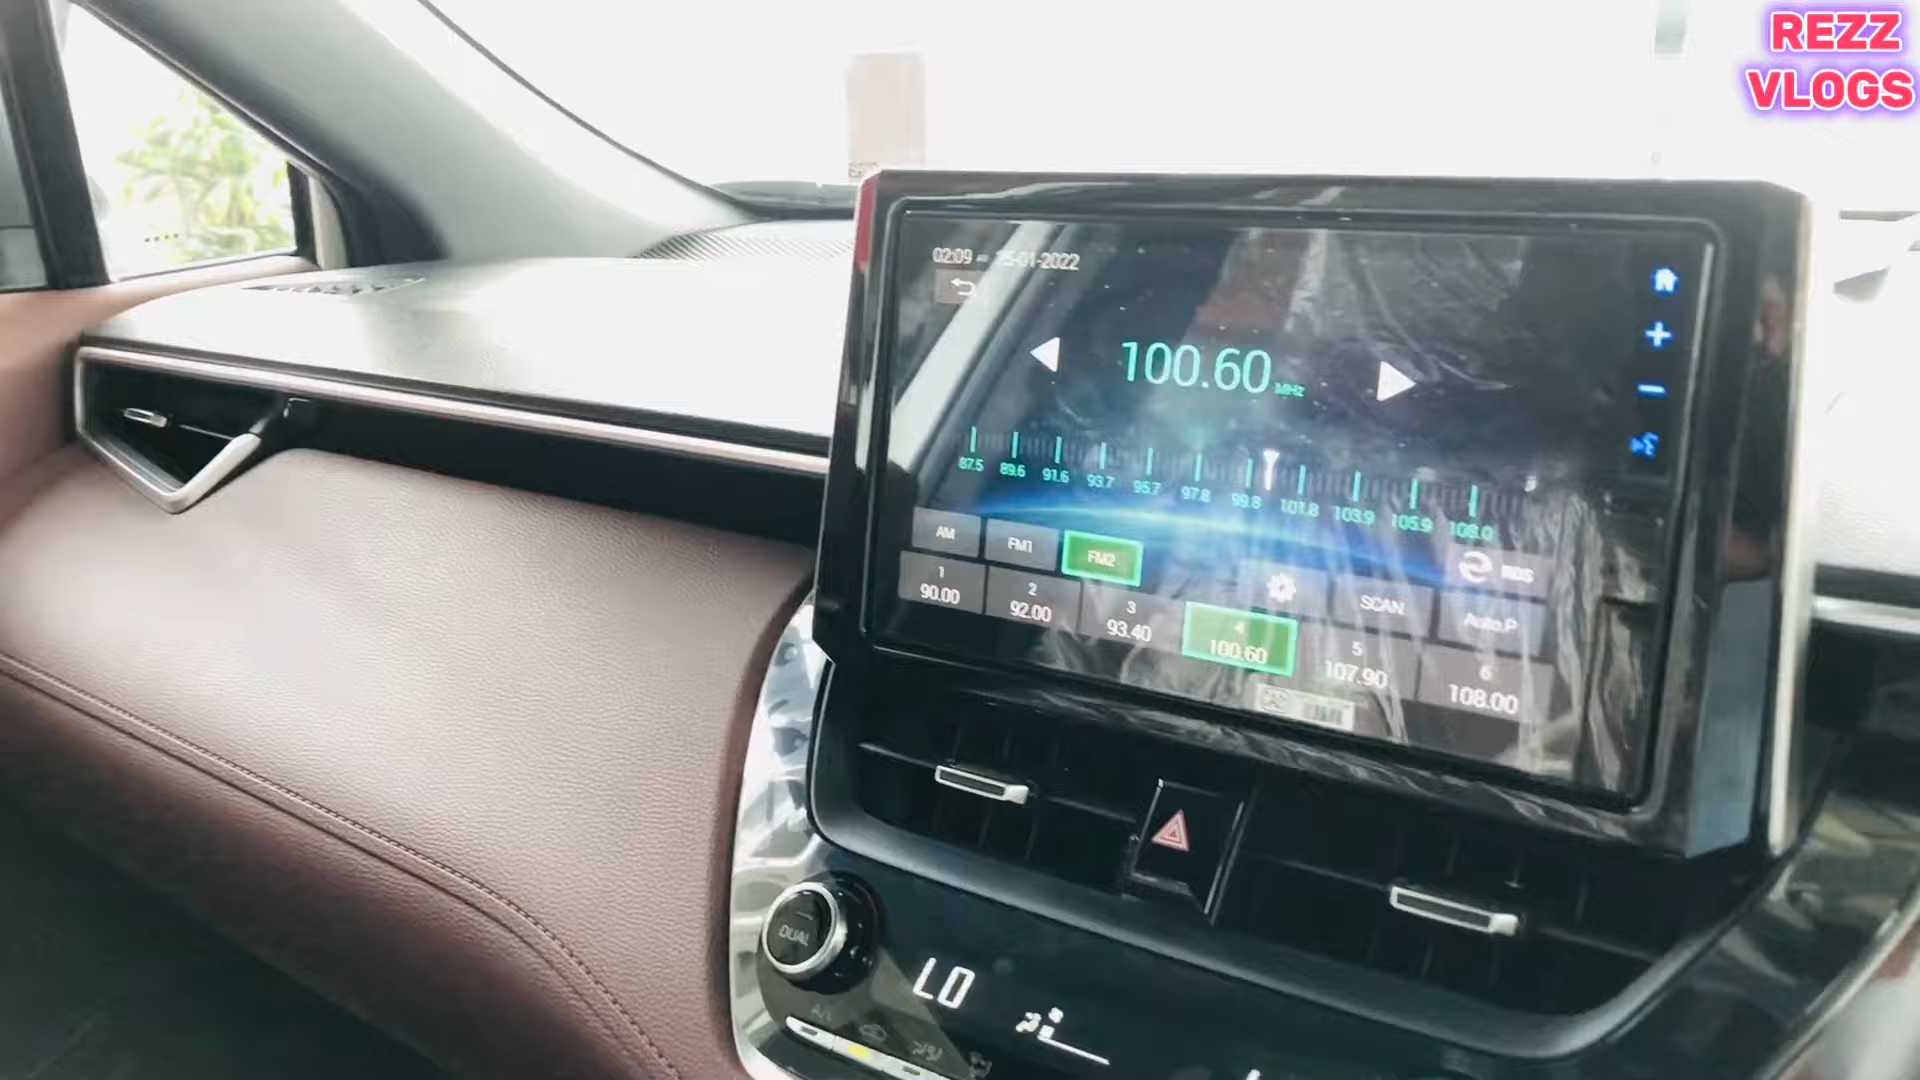 REZZ
VLOGS
02:09
-01-2022
100.60 MHz
87.5 89.6 91.6 93.7 95.7 97.8 99.8 101.8 103.9 105.9 108.0
AM FM1 FM2
RDS
SCAN Auto.P
1 2 3 4 5 6
90.00 92.00 93.40 100.60 107.90 108.00
DUAL
LO